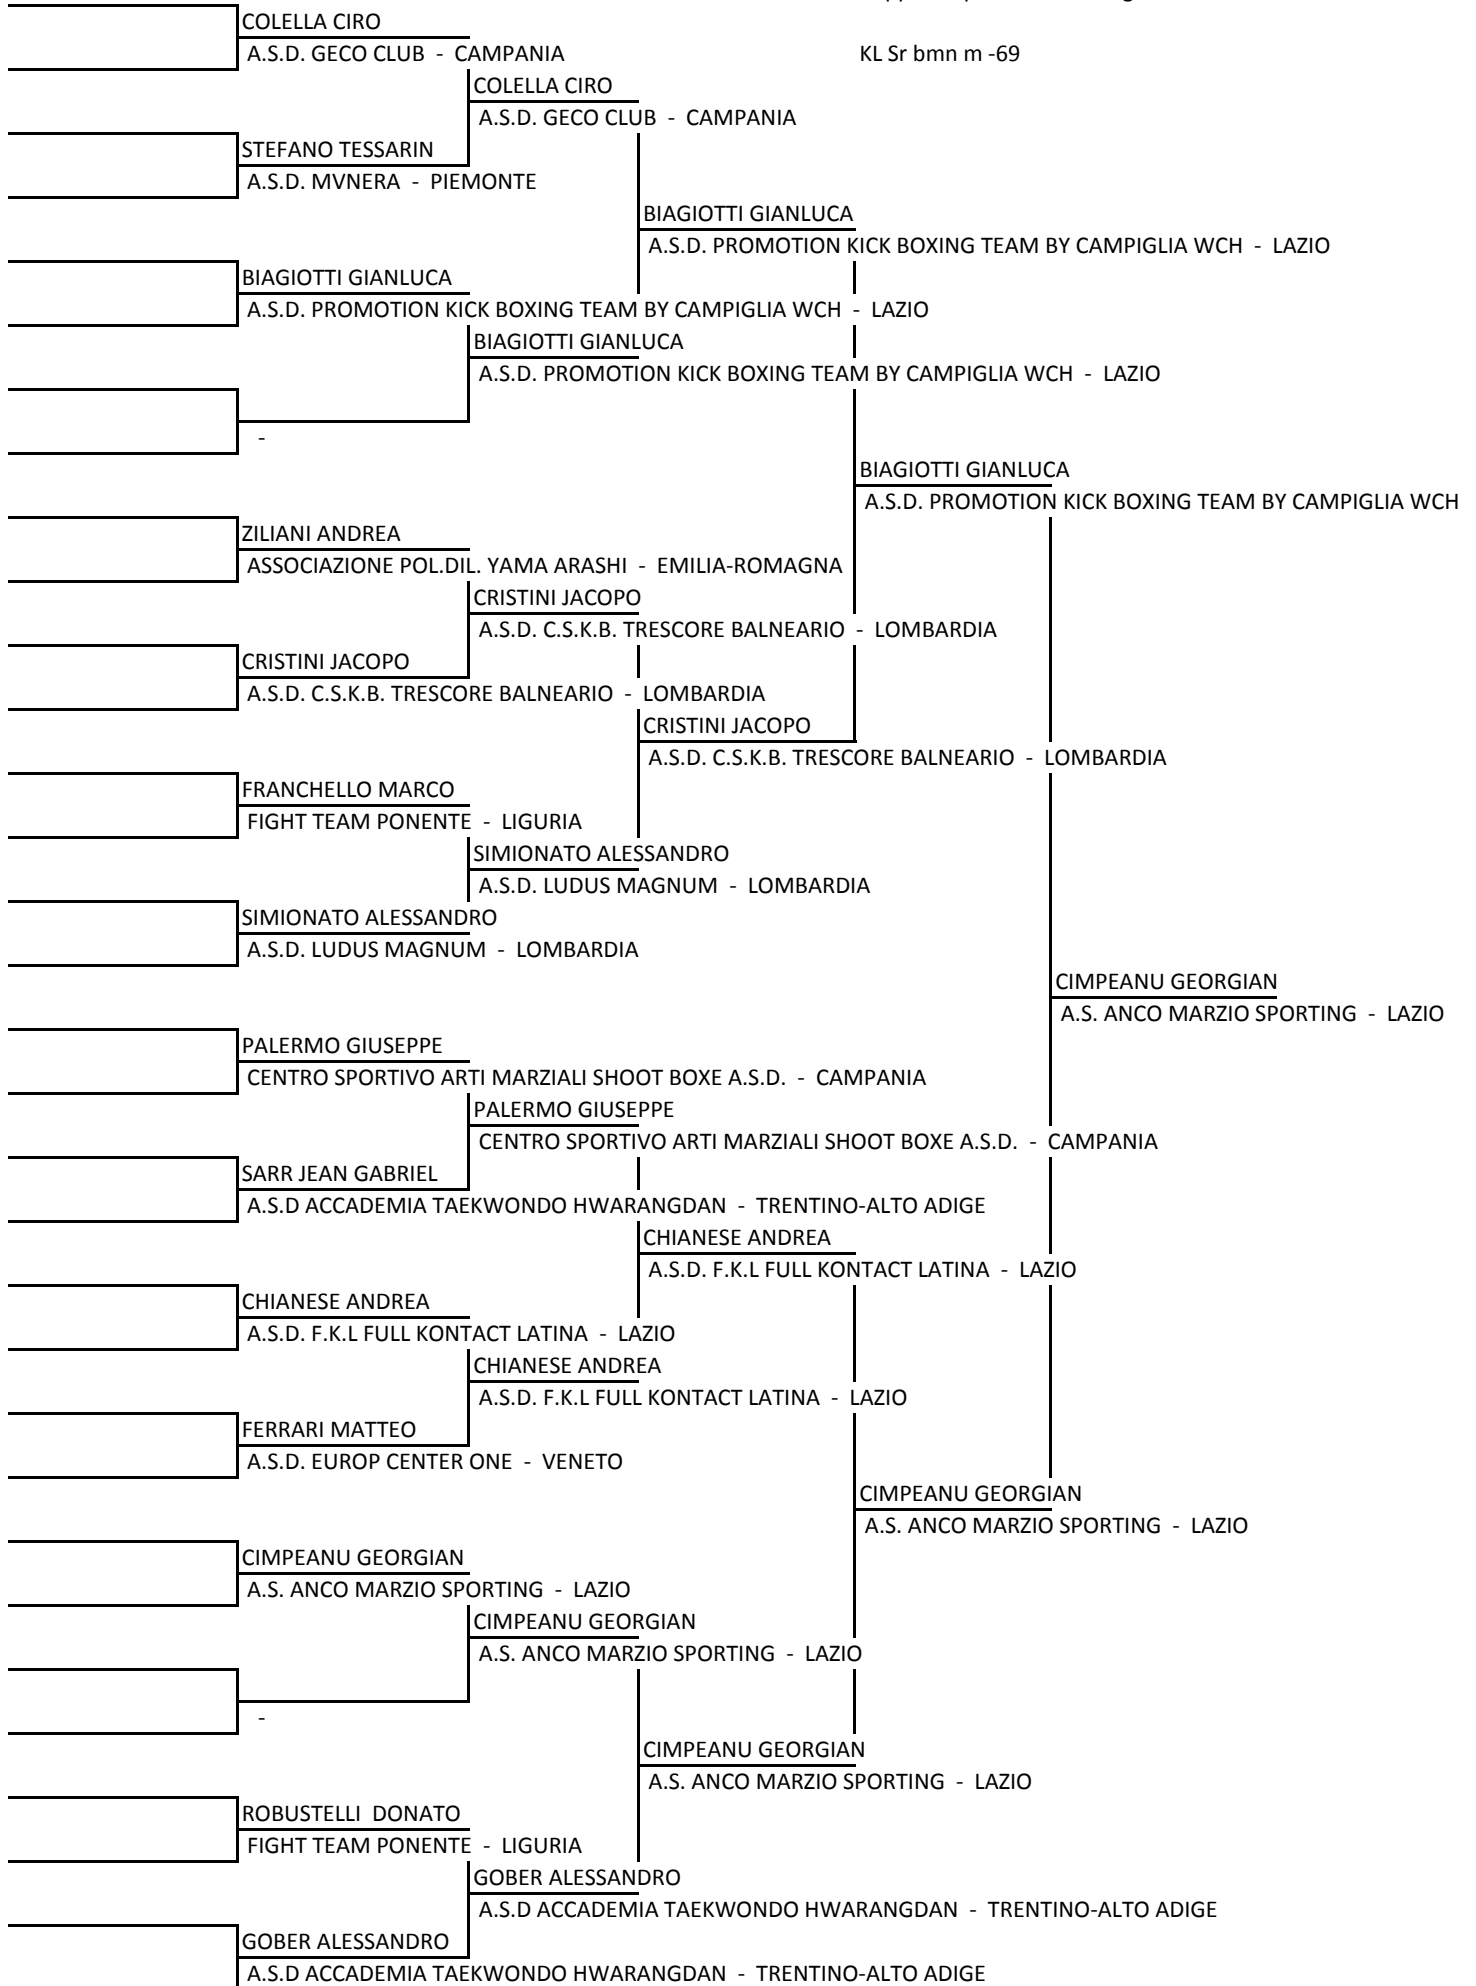 COLELLA CIRO
A.S.D. GECO CLUB - CAMPANIA
KL Sr bmn m -69
COLELLA CIRO
A.S.D. GECO CLUB - CAMPANIA
STEFANO TESSARIN
A.S.D. MVNERA - PIEMONTE
BIAGIOTTI GIANLUCA
A.S.D. PROMOTION KICK BOXING TEAM BY CAMPIGLIA WCH - LAZIO
BIAGIOTTI GIANLUCA
A.S.D. PROMOTION KICK BOXING TEAM BY CAMPIGLIA WCH - LAZIO
BIAGIOTTI GIANLUCA
A.S.D. PROMOTION KICK BOXING TEAM BY CAMPIGLIA WCH - LAZIO
-
BIAGIOTTI GIANLUCA
A.S.D. PROMOTION KICK BOXING TEAM BY CAMPIGLIA WCH
ZILIANI ANDREA
ASSOCIAZIONE POL.DIL. YAMA ARASHI - EMILIA-ROMAGNA
CRISTINI JACOPO
A.S.D. C.S.K.B. TRESCORE BALNEARIO - LOMBARDIA
CRISTINI JACOPO
A.S.D. C.S.K.B. TRESCORE BALNEARIO - LOMBARDIA
CRISTINI JACOPO
A.S.D. C.S.K.B. TRESCORE BALNEARIO - LOMBARDIA
FRANCHELLO MARCO
FIGHT TEAM PONENTE - LIGURIA
SIMIONATO ALESSANDRO
A.S.D. LUDUS MAGNUM - LOMBARDIA
SIMIONATO ALESSANDRO
A.S.D. LUDUS MAGNUM - LOMBARDIA
CIMPEANU GEORGIAN
A.S. ANCO MARZIO SPORTING - LAZIO
PALERMO GIUSEPPE
CENTRO SPORTIVO ARTI MARZIALI SHOOT BOXE A.S.D. - CAMPANIA
PALERMO GIUSEPPE
CENTRO SPORTIVO ARTI MARZIALI SHOOT BOXE A.S.D. - CAMPANIA
SARR JEAN GABRIEL
A.S.D ACCADEMIA TAEKWONDO HWARANGDAN - TRENTINO-ALTO ADIGE
CHIANESE ANDREA
A.S.D. F.K.L FULL KONTACT LATINA - LAZIO
CHIANESE ANDREA
A.S.D. F.K.L FULL KONTACT LATINA - LAZIO
CHIANESE ANDREA
A.S.D. F.K.L FULL KONTACT LATINA - LAZIO
FERRARI MATTEO
A.S.D. EUROP CENTER ONE - VENETO
CIMPEANU GEORGIAN
A.S. ANCO MARZIO SPORTING - LAZIO
CIMPEANU GEORGIAN
A.S. ANCO MARZIO SPORTING - LAZIO
CIMPEANU GEORGIAN
A.S. ANCO MARZIO SPORTING - LAZIO
-
CIMPEANU GEORGIAN
A.S. ANCO MARZIO SPORTING - LAZIO
ROBUSTELLI DONATO
FIGHT TEAM PONENTE - LIGURIA
GOBER ALESSANDRO
A.S.D ACCADEMIA TAEKWONDO HWARANGDAN - TRENTINO-ALTO ADIGE
GOBER ALESSANDRO
A.S.D ACCADEMIA TAEKWONDO HWARANGDAN - TRENTINO-ALTO ADIGE